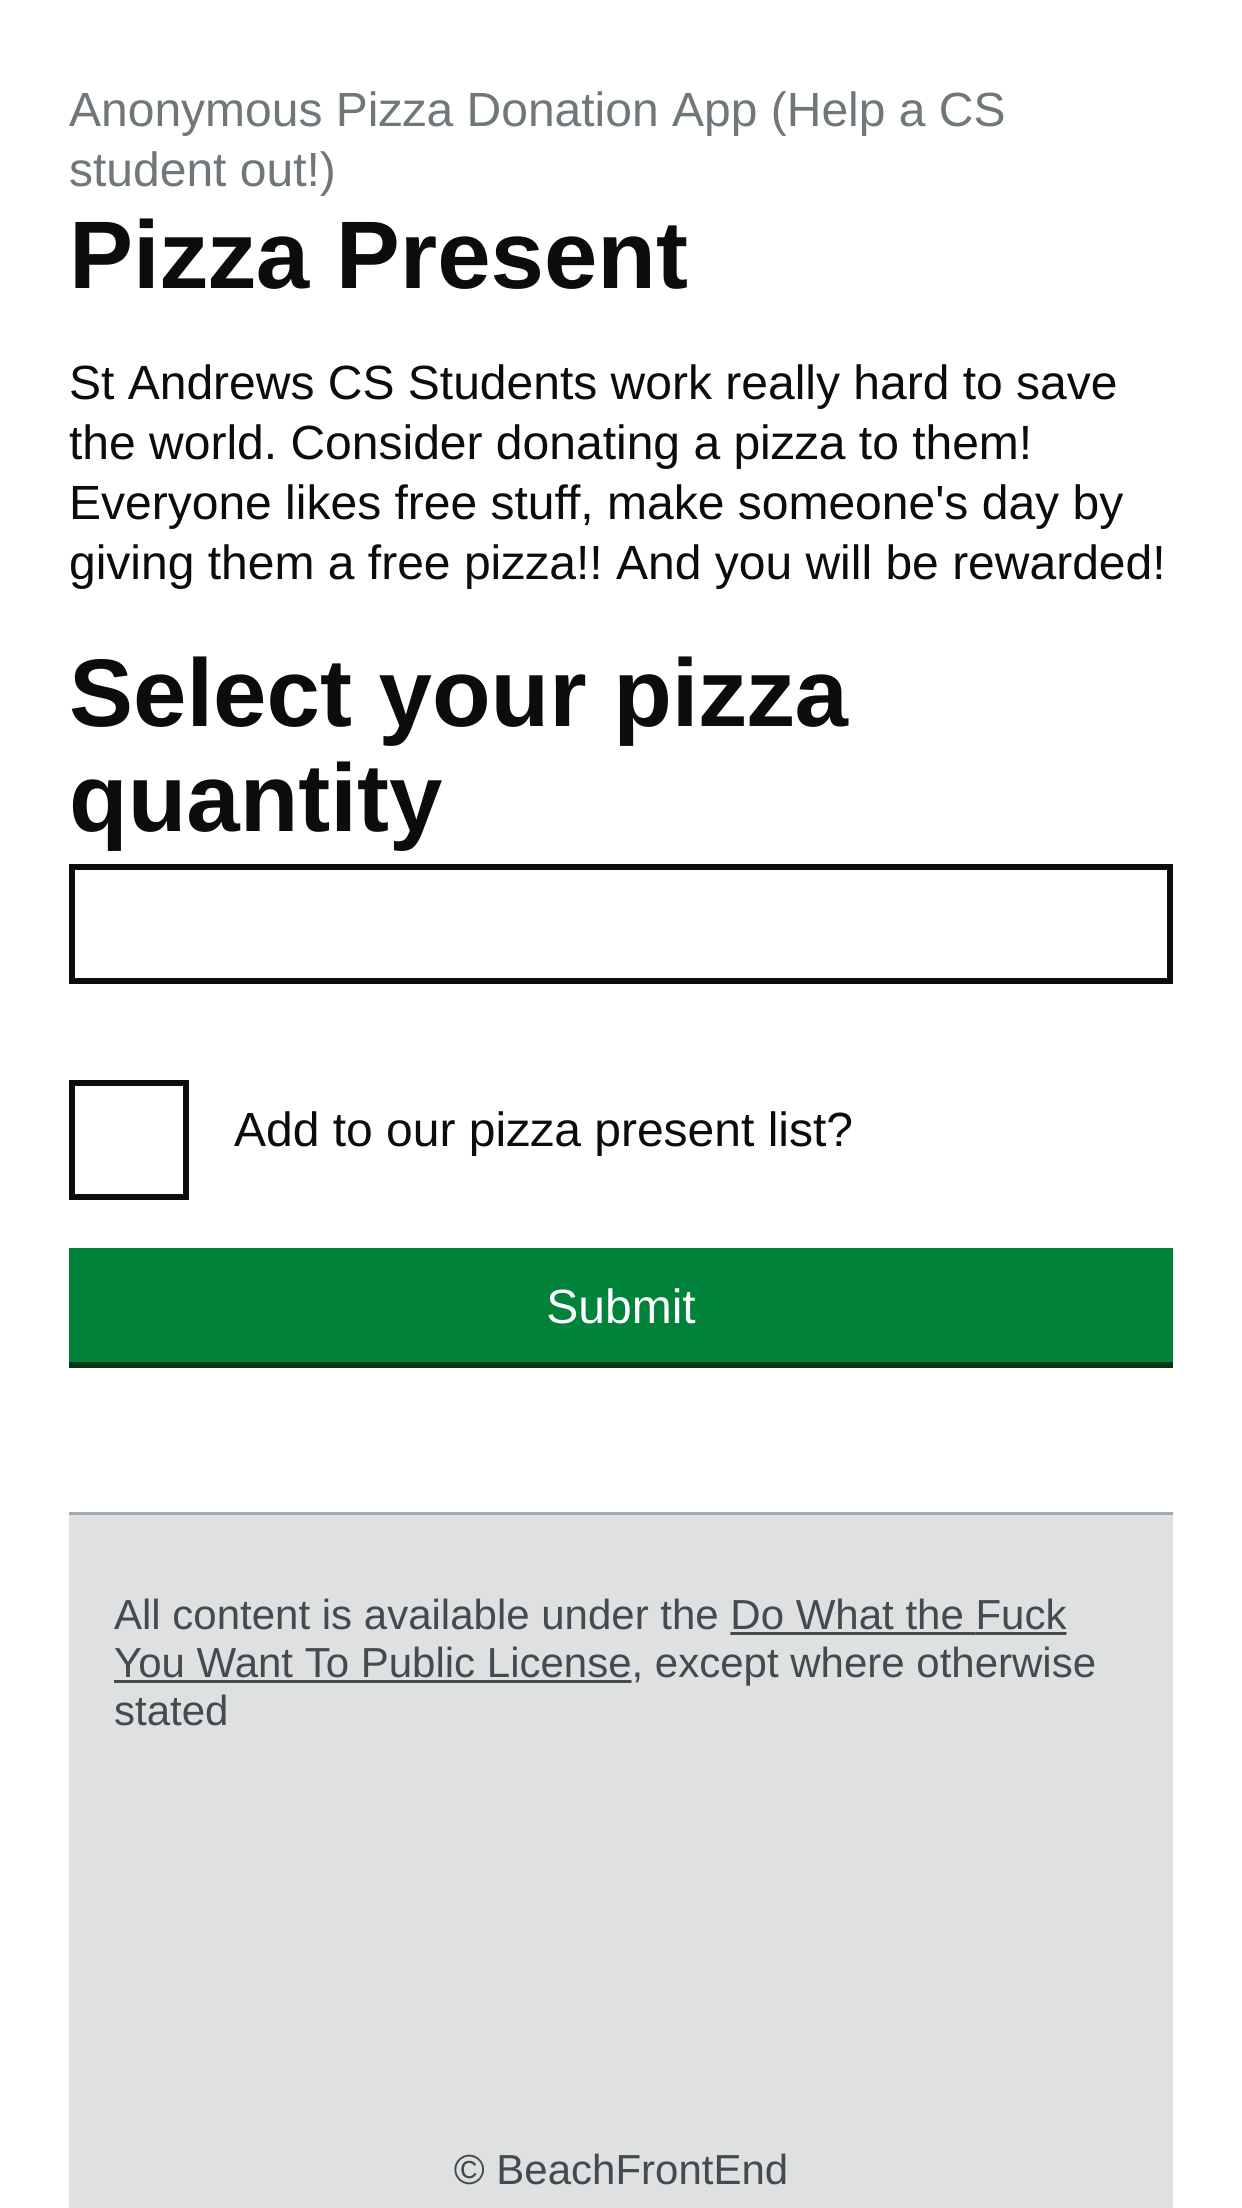 Anonymous Pizza Donation App (Help a CS
student out!)
Pizza Present
St Andrews CS Students work really hard to save
the world. Consider donating a pizza to them!
Everyone likes free stuff, make someone's day by
giving them a free pizza!! And you will be rewarded!
Select your pizza
quantity
Add to our pizza present list?
Submit
All content is available under the Do What the Fuck
You Want To Public License, except where otherwise
stated
© BeachFrontEnd